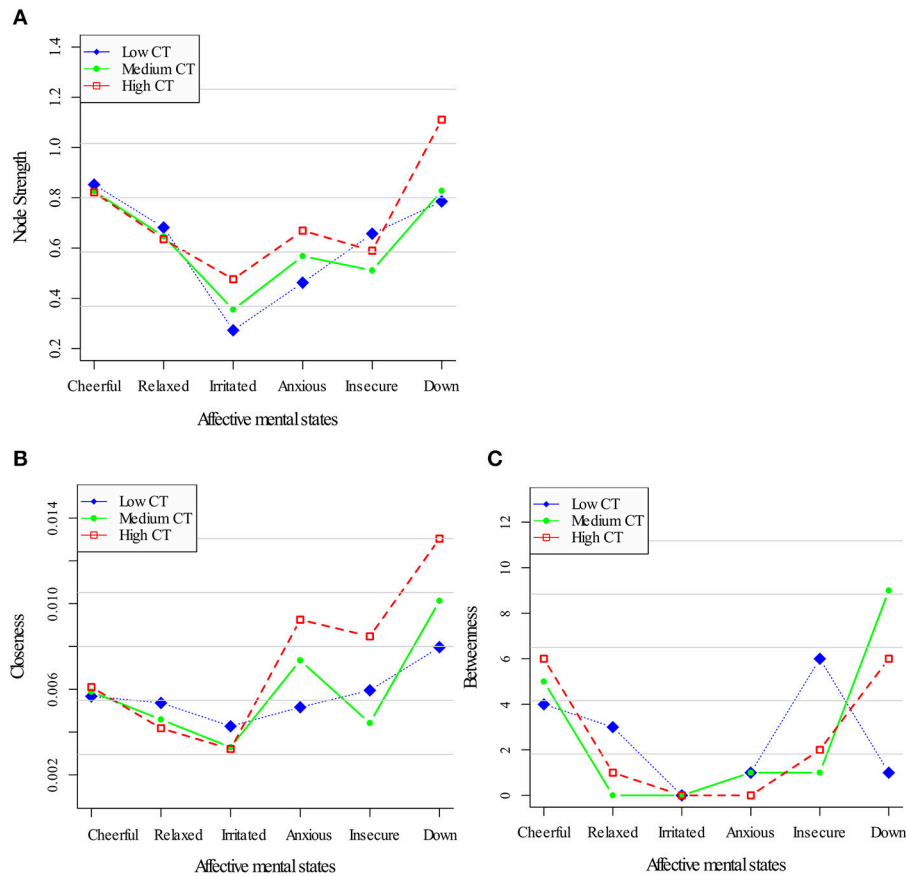 A
Low CT
Medium CT
High CT
1.4
1.2
1.0
0.8
0.6
0.4
0.2
Node Strength
Cheerful Relaxed Irritated Anxious Insecure Down
Affective mental states
B
Low CT
Medium CT
High CT
0.014
0.010
0.006
0.002
Closeness
Cheerful Relaxed Irritated Anxious Insecure Down
Affective mental states
C
Low CT
Medium CT
High CT
12
10
8
6
4
2
0
Betweenness
Cheerful Relaxed Irritated Anxious Insecure Down
Affective mental states